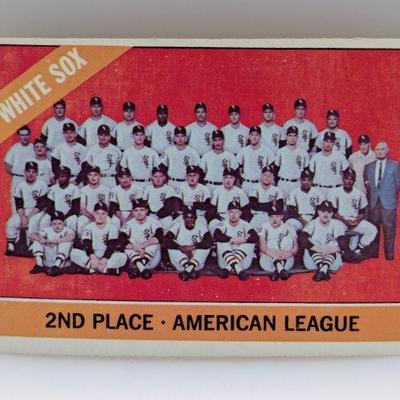 WHITE SOX
2ND PLACE · AMERICAN LEAGUE